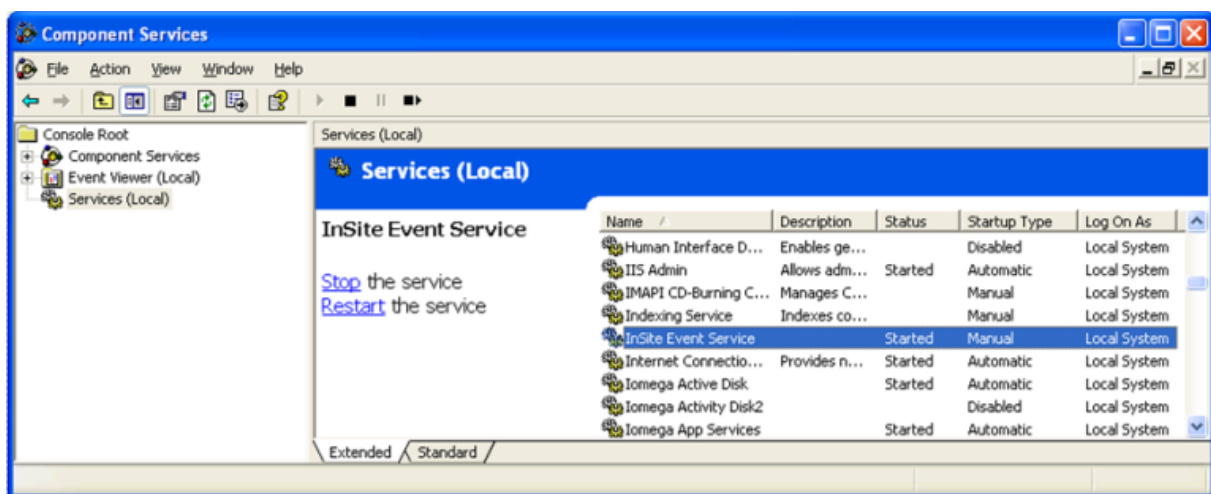 Component Services
File Action View Window Help
Console Root
Component Services
Event Viewer (Local)
Services (Local)
Services (Local)
Services (Local)
InSite Event Service
Stop the service
Restart the service
Name Description Status Startup Type Log On As
Human Interface D... Enables ge... Disabled Local System
IIS Admin Allows adm... Started Automatic Local System
IMAPI CD-Burning C... Manages C... Manual Local System
Indexing Service Indexes co... Manual Local System
InSite Event Service Started Manual Local System
Internet Connectio... Provides n... Started Automatic Local System
Iomega Active Disk Started Automatic Local System
Iomega Activity Disk2 Disabled Local System
Iomega App Services Started Automatic Local System
Extended Standard